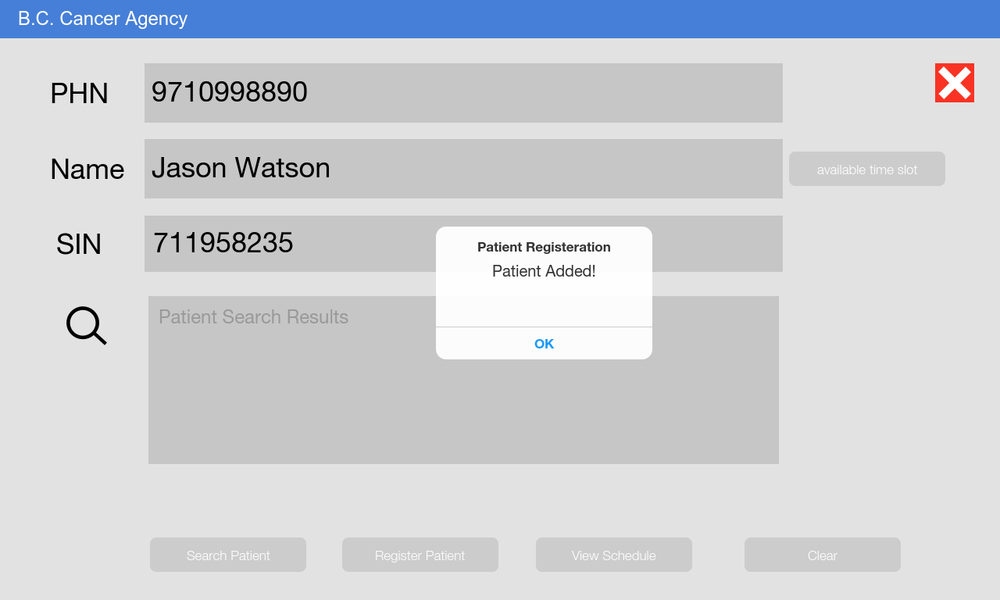 B.C. Cancer Agency
PHN
9710998890
Name
Jason Watson
available time slot
SIN
711958235
Patient Registeration
Patient Added!
OK
Patient Search Results
Search Patient
Register Patient
View Schedule
Clear